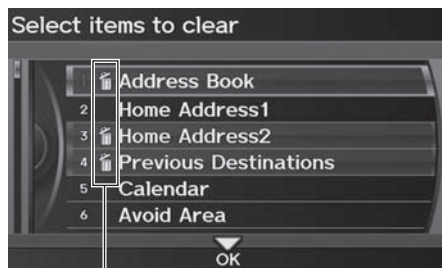 Select items to clear
1 Address Book
2 Home Address1
3 Home Address2
4 Previous Destinations
5 Calendar
6 Avoid Area
OK